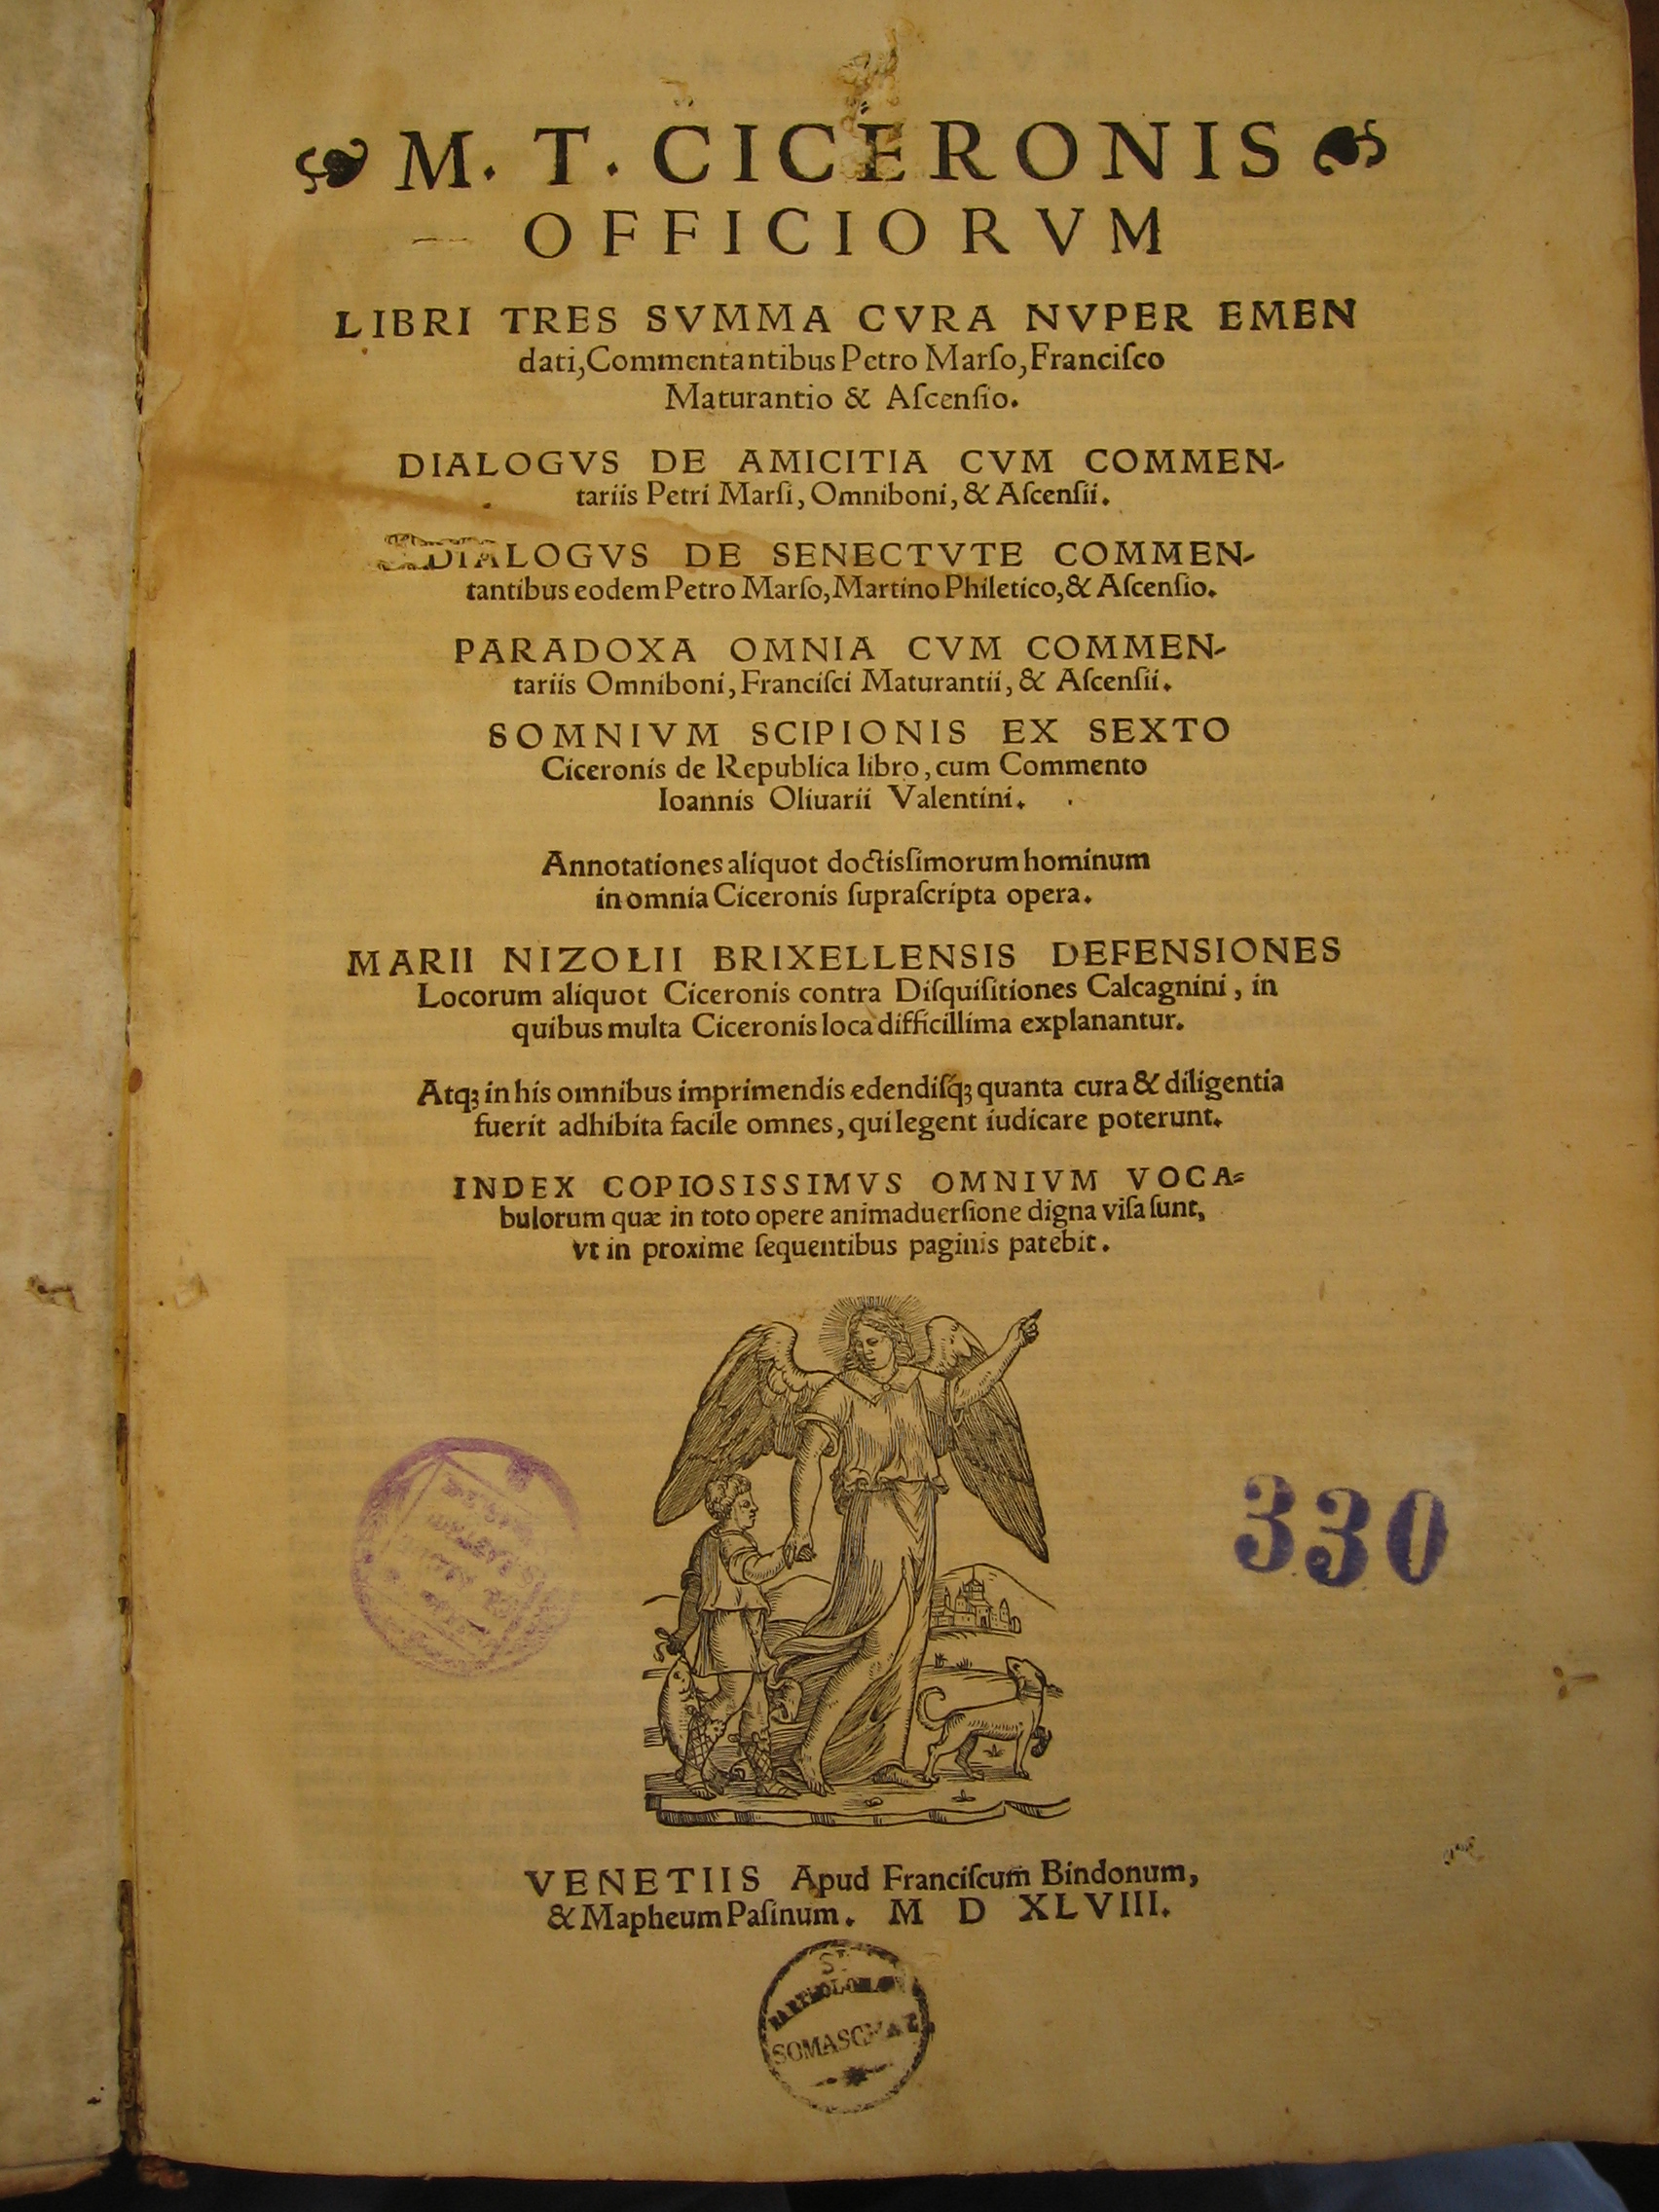 M. T. CICERONIS
OFFICIORVM
LIBRI TRES SVMMA CVRA NVPER EMEN
dati, Commentantibus Petro Marſo, Franciſco
Maturantio & Aſcenſio.
DIALOGVS DE AMICITIA CVM COMMEN-
tariis Petri Marſi, Omniboni, & Aſcenſii.
DIALOGVS DE SENECTVTE COMMEN-
tantibus eodem Petro Marſo, Martino Philetico, & Aſcenſio.
PARADOXA OMNIA CVM COMMEN-
tariis Omniboni, Franciſci Maturantii, & Aſcenſii.
SOMNIVM SCIPIONIS EX SEXTO
Ciceronis de Republica libro, cum Commento
Ioannis Oliuarii Valentini.
Annotationes aliquot doctisſimorum hominum
in omnia Ciceronis ſupraſcripta opera.
MARII NIZOLII BRIXELLENSIS DEFENSIONES
Locorum aliquot Ciceronis contra Diſquiſitiones Calcagnini, in
quibus multa Ciceronis loca difficillima explanantur.
Atqꝫ in his omnibus imprimendis edendiſq́ꝫ quanta cura & diligentia
fuerit adhibita facile omnes, qui legent iudicare poterunt.
INDEX COPIOSISSIMVS OMNIVM VOCA=
bulorum quæ in toto opere animaduerſione digna viſa ſunt,
vt in proxime ſequentibus paginis patebit.
330
VENETIIS Apud Franciſcum Bindonum,
& Mapheum Paſinum. M D XLVIII.